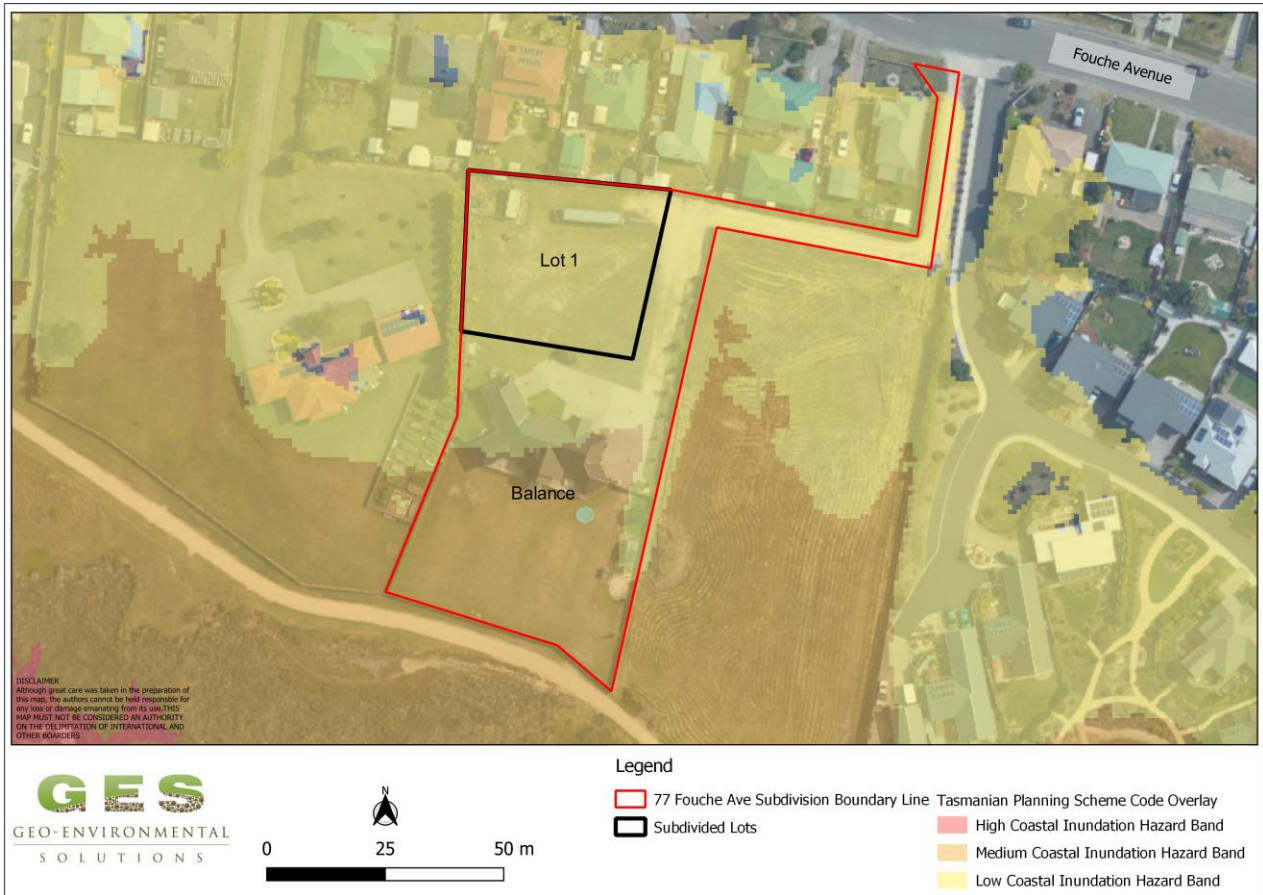 Fouche Avenue
Lot 1
Balance
DISCLAIMER
Although great care was taken in the preparation of
this map, the authors cannot be held responsible for
any loss or damage emanating from its use.THIS
MAP MUST NOT BE CONSIDERED AN AUTHORITY
ON THE DELIMITATION OF INTERNATIONAL AND
OTHER BOARDERS
GES
GEO-ENVIRONMENTAL
SOLUTIONS
N
0 25 50 m
Legend
77 Fouche Ave Subdivision Boundary Line
Subdivided Lots
Tasmanian Planning Scheme Code Overlay
High Coastal Inundation Hazard Band
Medium Coastal Inundation Hazard Band
Low Coastal Inundation Hazard Band